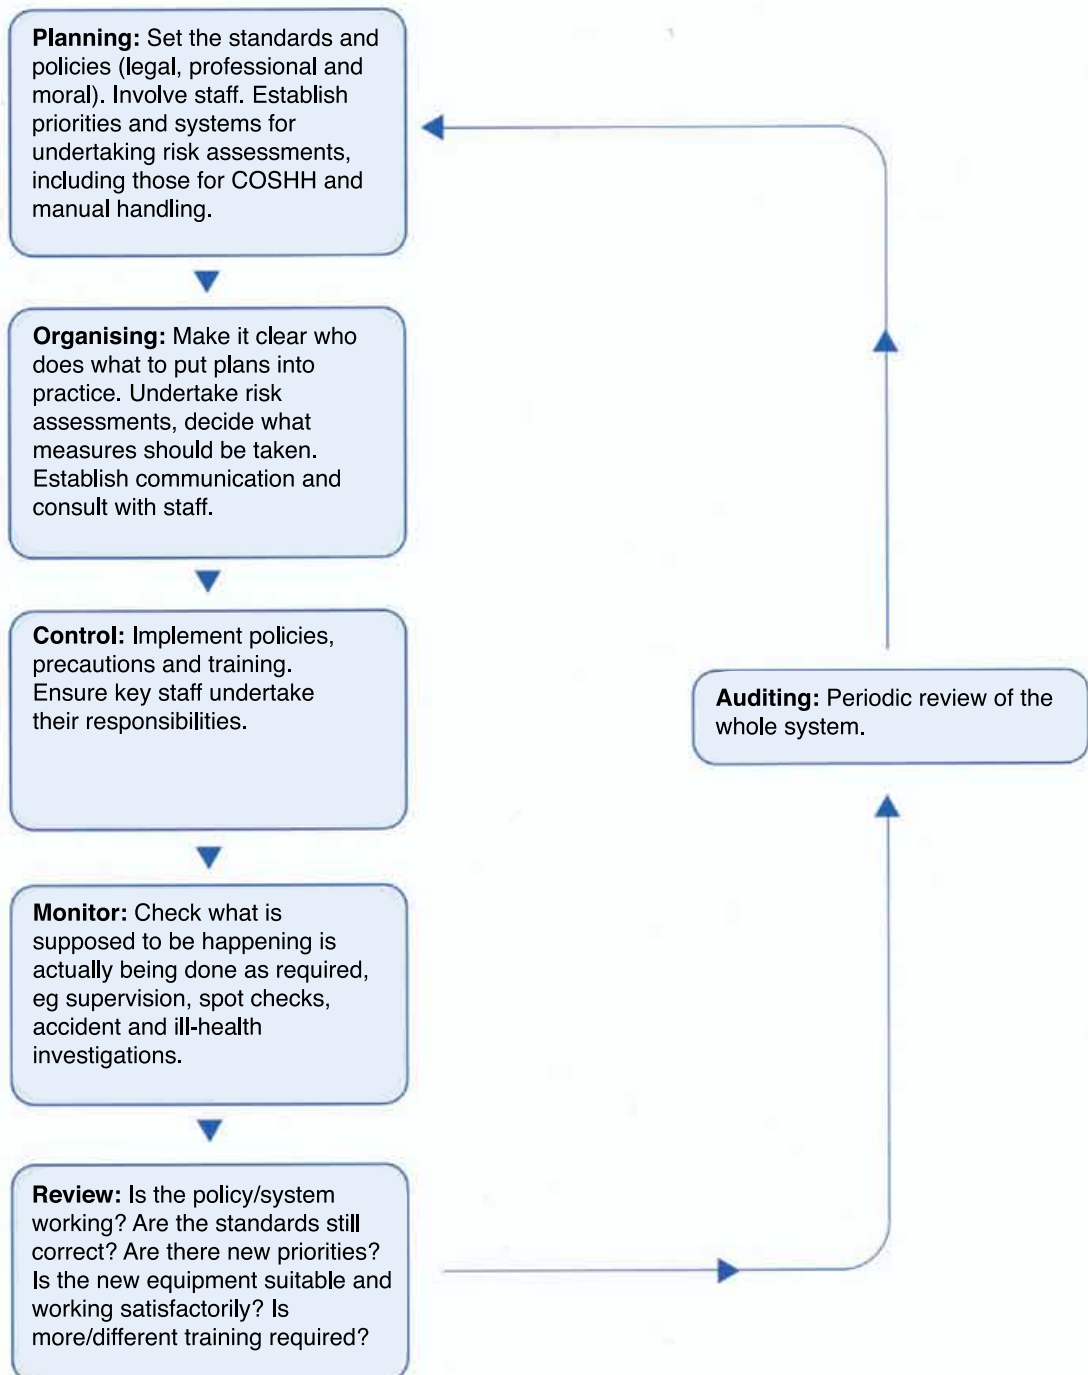 Planning: Set the standards and
policies (legal, professional and
moral). Involve staff. Establish
priorities and systems for
undertaking risk assessments,
including those for COSHH and
manual handling.
Organising: Make it clear who
does what to put plans into
practice. Undertake risk
assessments, decide what
measures should be taken.
Establish communication and
consult with staff.
Control: Implement policies,
precautions and training.
Ensure key staff undertake
their responsibilities.
Monitor: Check what is
supposed to be happening is
actually being done as required,
eg supervision, spot checks,
accident and ill-health
investigations.
Review: Is the policy/system
working? Are the standards still
correct? Are there new priorities?
Is the new equipment suitable and
working satisfactorily? Is
more/different training required?
Auditing: Periodic review of the
whole system.